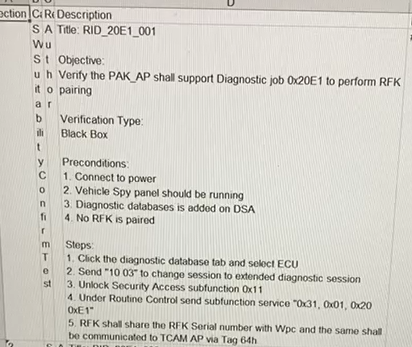 D
ection C Re Description
S A Title: RID_20E1_001
W u
S t Objective:
u h Verify the PAK_AP shall support Diagnostic job 0x20E1 to perform RFK
it o pairing
a r
b Verification Type:
ili Black Box
t
y Preconditions:
C 1. Connect to power
o 2. Vehicle Spy panel should be running
n 3. Diagnostic databases is added on DSA
fi 4. No RFK is paired
r
m Steps:
T 1. Click the diagnostic database tab and select ECU
e 2. Send "10 03" to change session to extended diagnostic session
st 3. Unlock Security Access subfunction 0x11
4. Under Routine Control send subfunction service "0x31, 0x01, 0x20
0xE1"
5. RFK shall share the RFK Serial number with Wpc and the same shall
be communicated to TCAM AP via Tag 64h